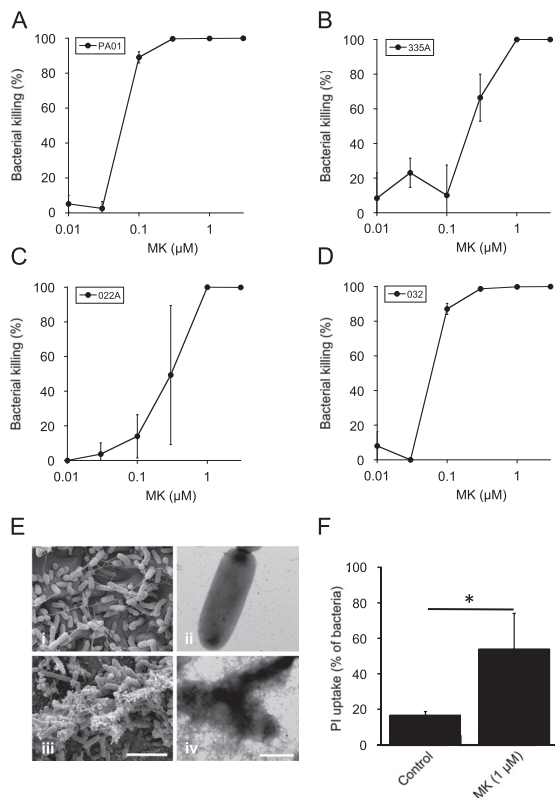 A
B
Bacterial killing (%)
PA01
100
80
60
40
20
0
0.01
0.1
1
MK (µM)
Bacterial killing (%)
335A
100
80
60
40
20
0
0.01
0.1
1
MK (µM)
C
D
Bacterial killing (%)
022A
100
80
60
40
20
0
0.01
0.1
1
MK (µM)
Bacterial killing (%)
032
100
80
60
40
20
0
0.01
0.1
1
MK (µM)
E
F
i
ii
iii
iv
PI uptake (% of bacteria)
100
80
60
40
20
0
*
Control
MK (1 µM)